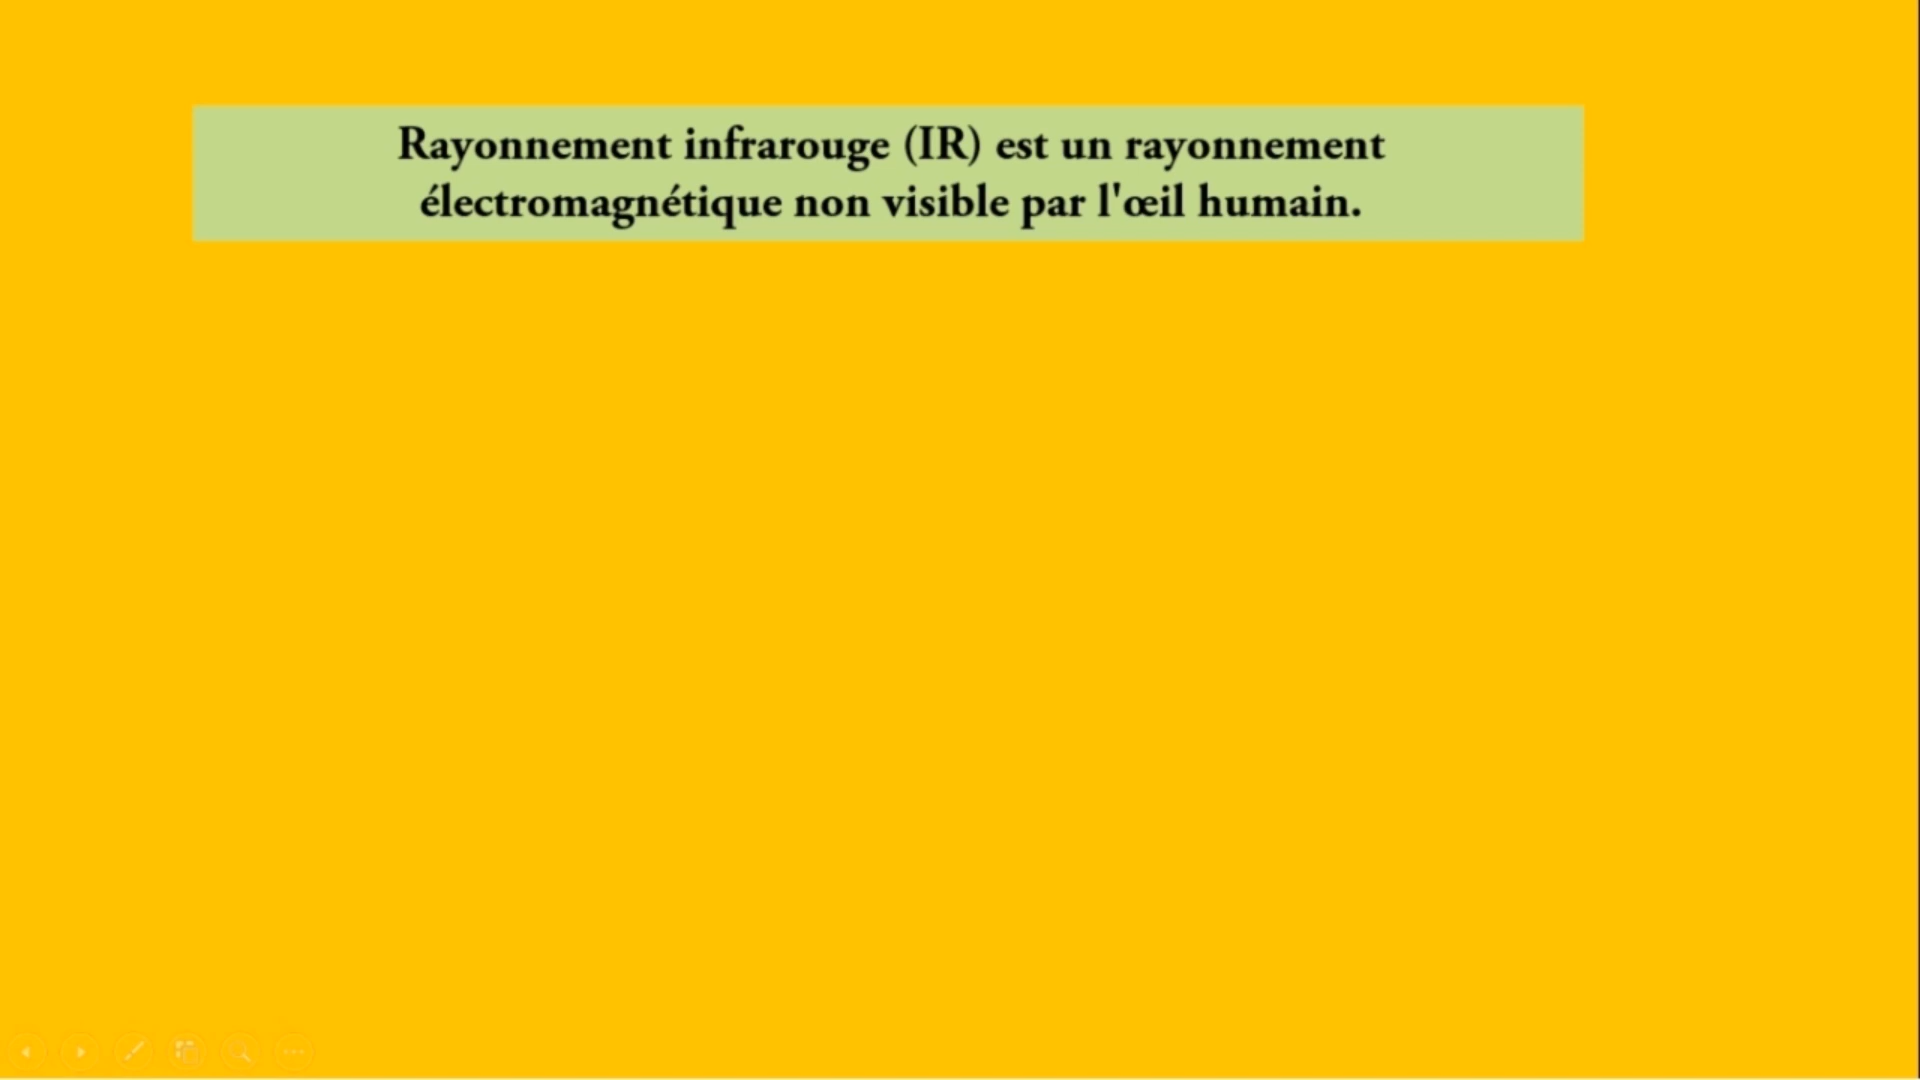 Rayonnement infrarouge (IR) est un rayonnement
électromagnétique non visible par l'œil humain.